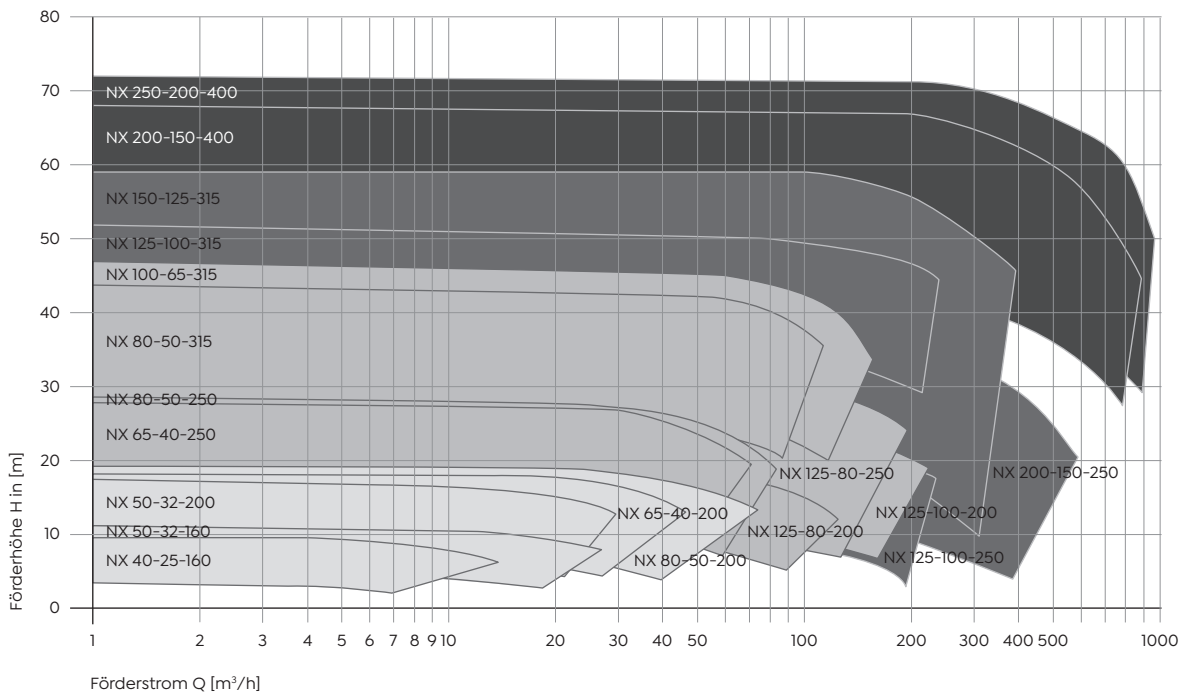 80
70
60
50
40
30
20
10
0
Förderhöhe H in [m]
NX 250-200-400
NX 200-150-400
NX 150-125-315
NX 125-100-315
NX 100-65-315
NX 80-50-315
NX 80-50-250
NX 65-40-250
NX 50-32-200
NX 50-32-160
NX 40-25-160
NX 125-80-250
NX 200-150-250
NX 65-40-200
NX 125-100-200
NX 125-80-200
NX 80-50-200
NX 125-100-250
1 2 3 4 5 6 7 8 9 10 20 30 40 50 100 200 300 400 500 1000
Förderstrom Q [m³/h]